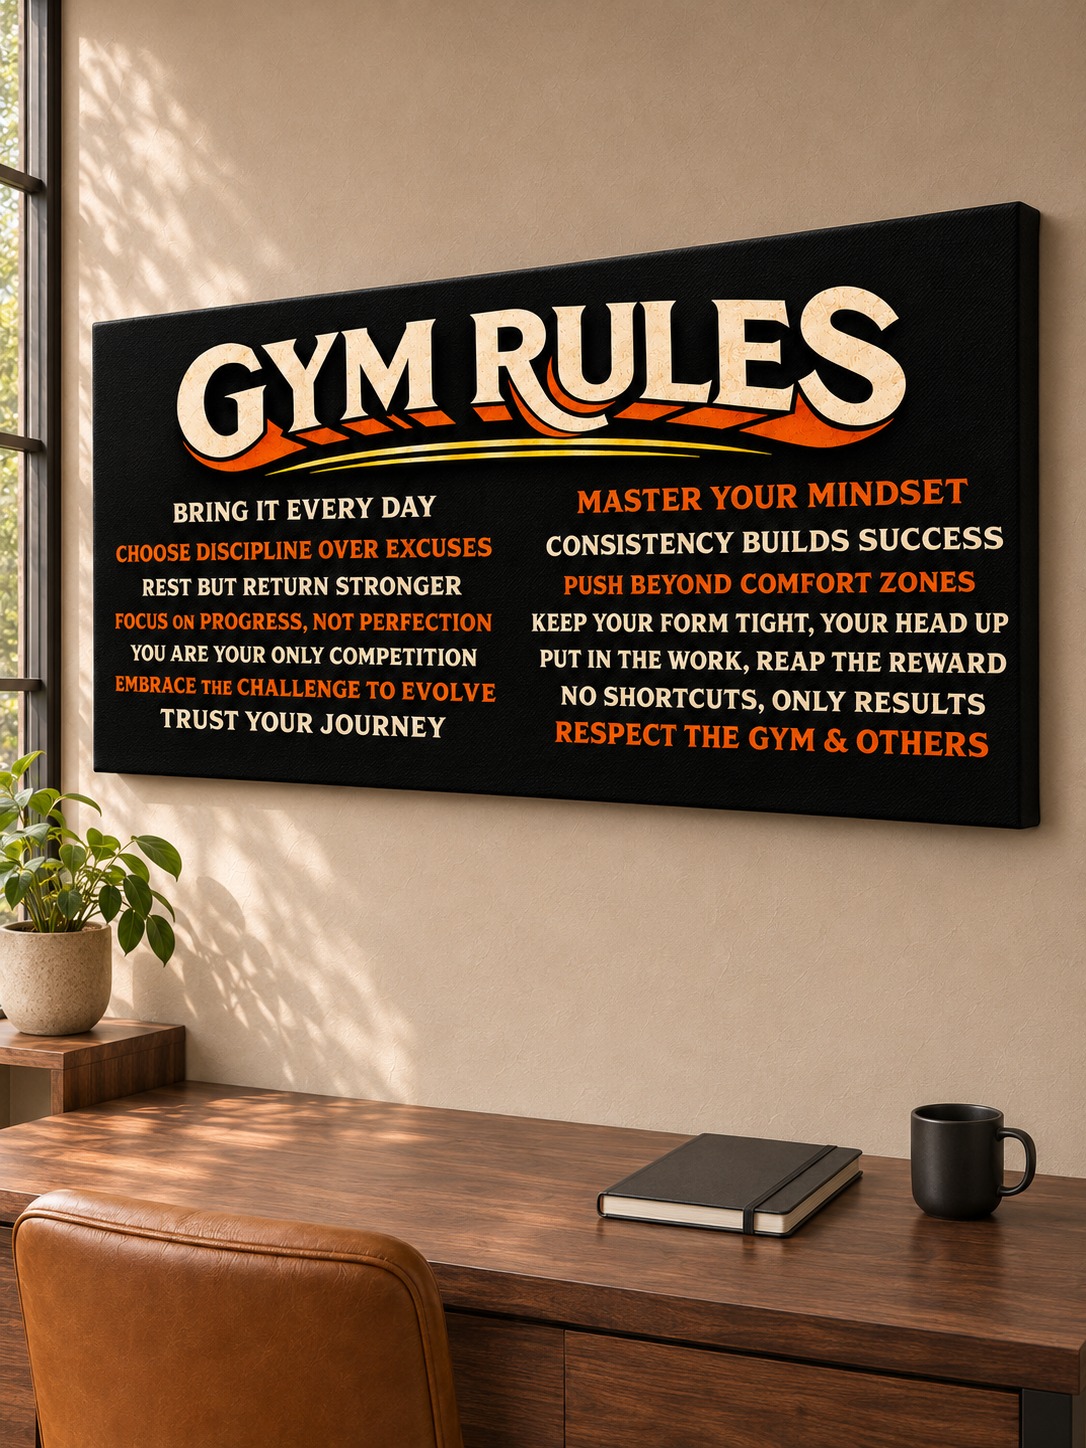 GYM RULES
BRING IT EVERY DAY
CHOOSE DISCIPLINE OVER EXCUSES
REST BUT RETURN STRONGER
FOCUS ON PROGRESS, NOT PERFECTION
YOU ARE YOUR ONLY COMPETITION
EMBRACE THE CHALLENGE TO EVOLVE
TRUST YOUR JOURNEY
MASTER YOUR MINDSET
CONSISTENCY BUILDS SUCCESS
PUSH BEYOND COMFORT ZONES
KEEP YOUR FORM TIGHT, YOUR HEAD UP
PUT IN THE WORK, REAP THE REWARD
NO SHORTCUTS, ONLY RESULTS
RESPECT THE GYM & OTHERS